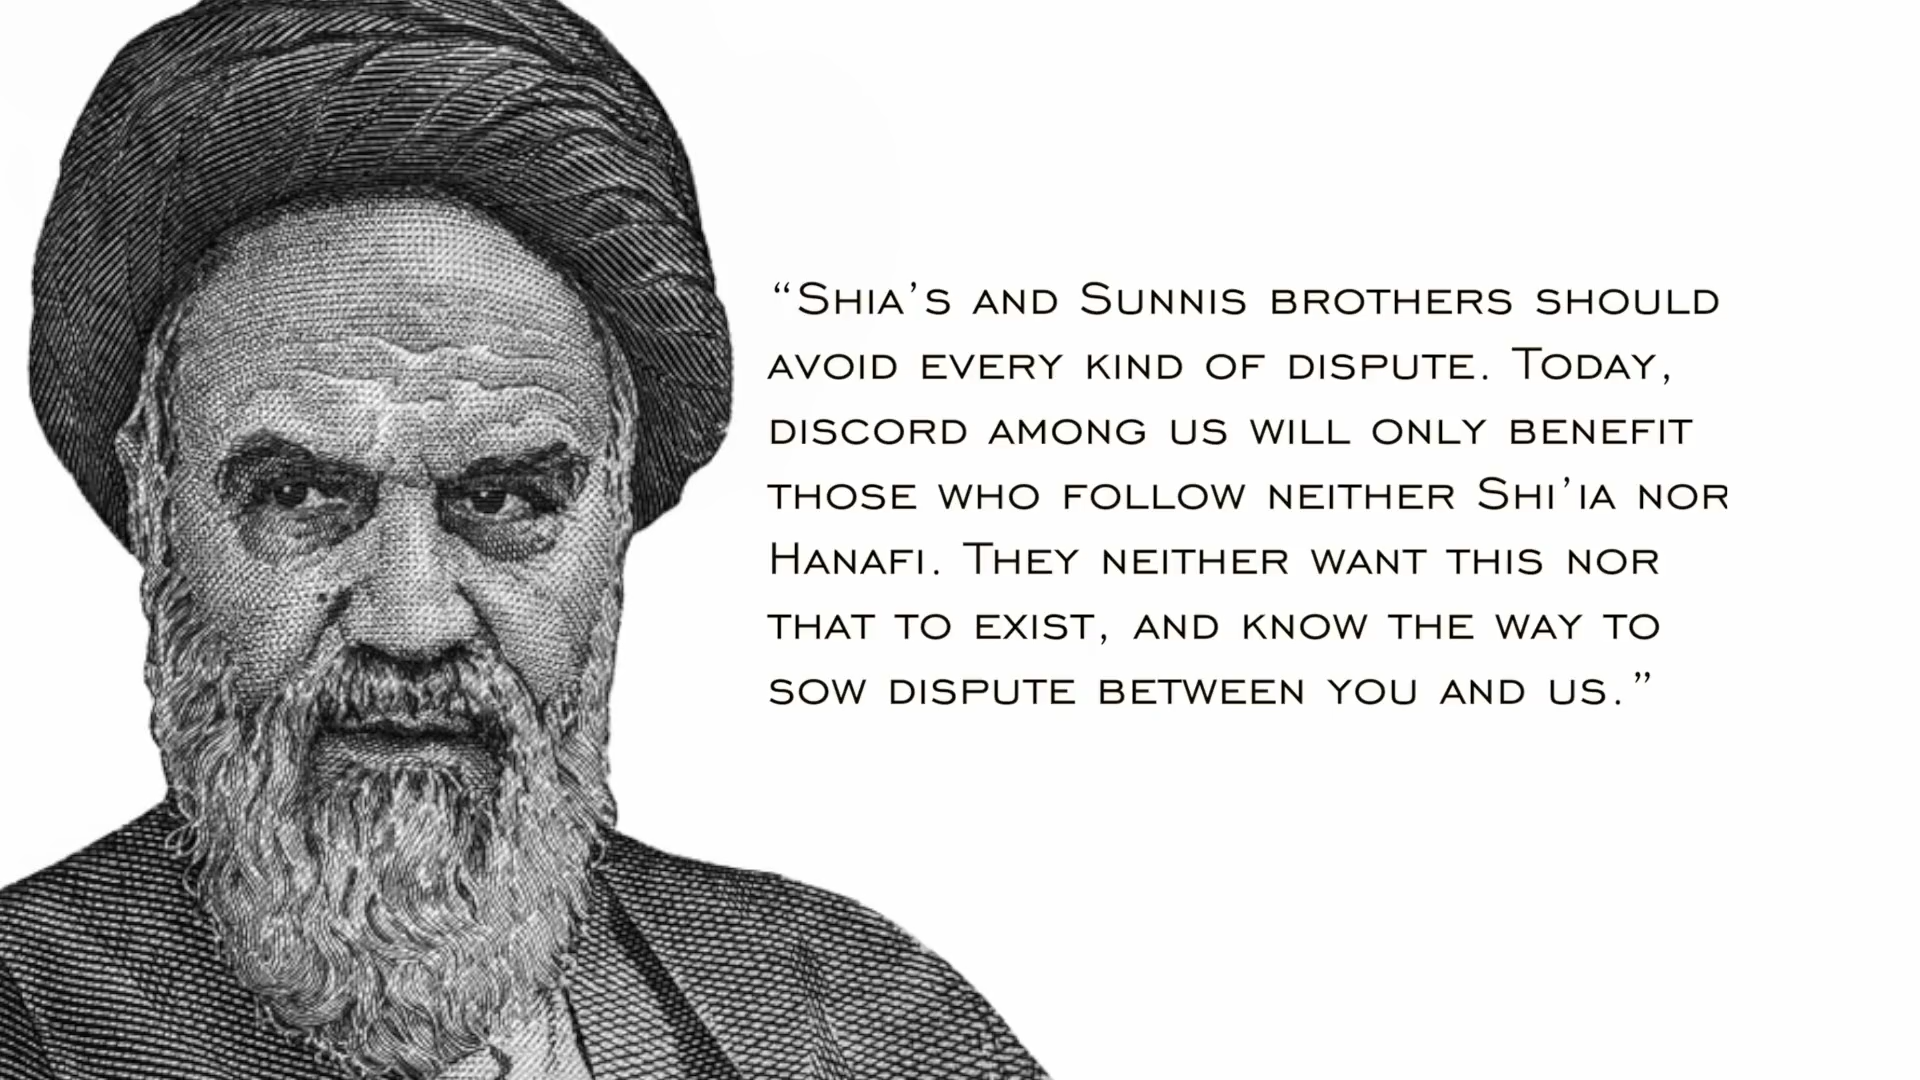 “Shia’s and Sunnis brothers should
avoid every kind of dispute. Today,
discord among us will only benefit
those who follow neither Shi’ia nor
Hanafi. They neither want this nor
that to exist, and know the way to
sow dispute between you and us.”